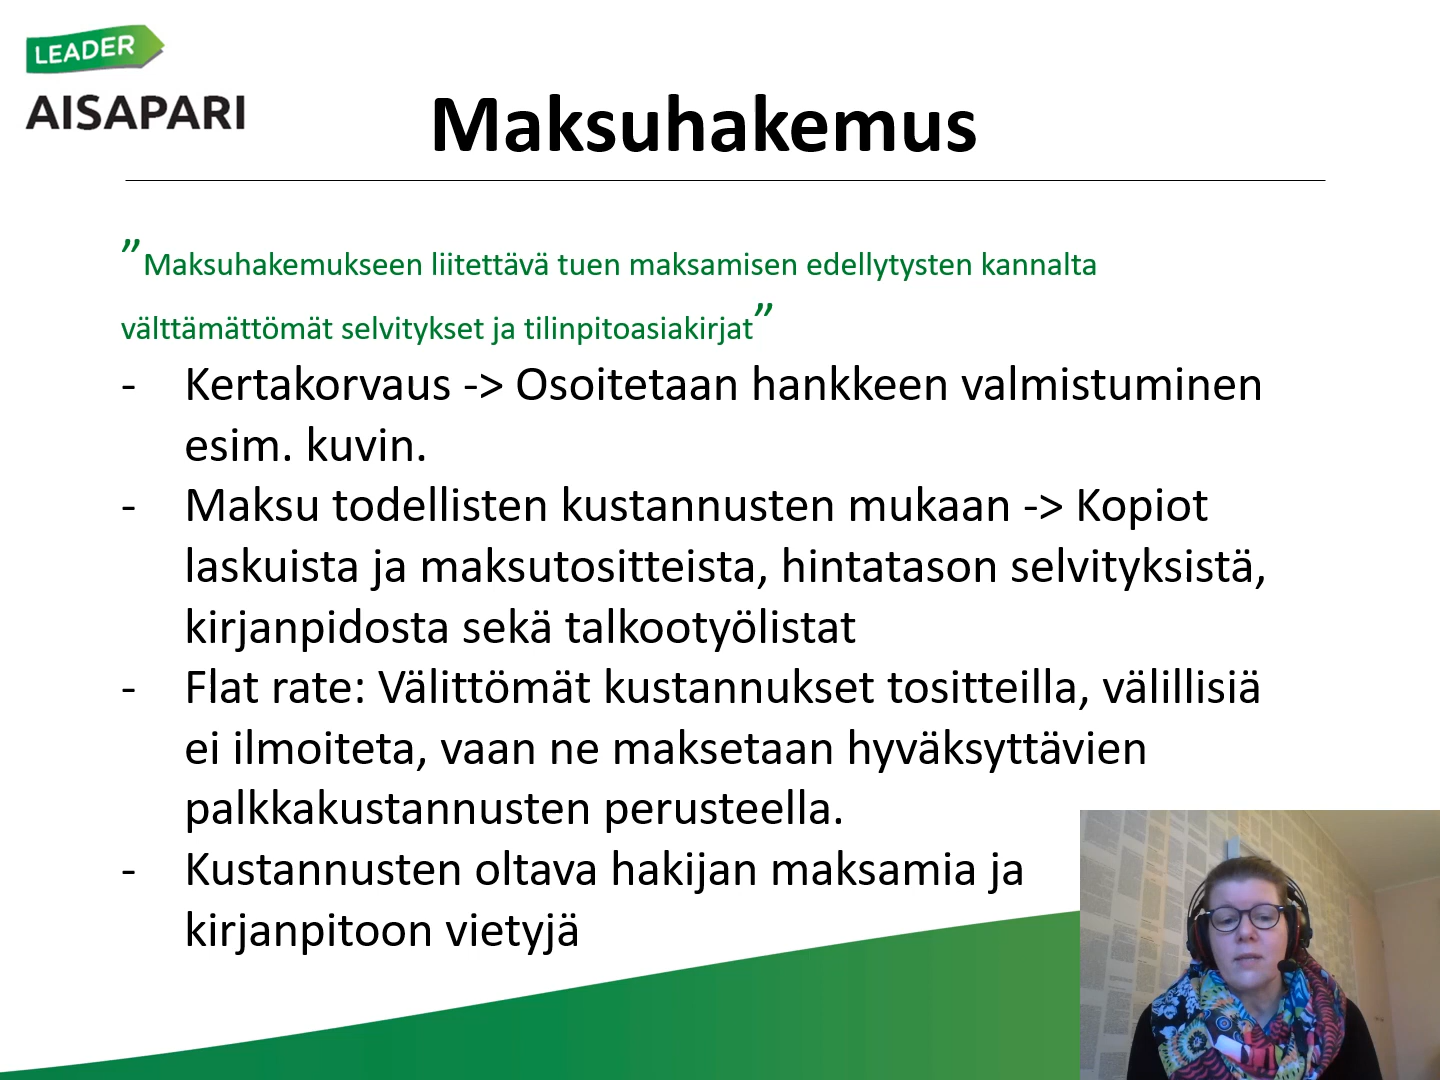 LEADER
AISAPARI
Maksuhakemus
”Maksuhakemukseen liitettävä tuen maksamisen edellytysten kannalta
välttämättömät selvitykset ja tilinpitoasiakirjat”
- Kertakorvaus -> Osoitetaan hankkeen valmistuminen
esim. kuvin.
- Maksu todellisten kustannusten mukaan -> Kopiot
laskuista ja maksutositteista, hintatason selvityksistä,
kirjanpidosta sekä talkootyölistat
- Flat rate: Välittömät kustannukset tositteilla, välillisiä
ei ilmoiteta, vaan ne maksetaan hyväksyttävien
palkkakustannusten perusteella.
- Kustannusten oltava hakijan maksamia ja
kirjanpitoon vietyjä